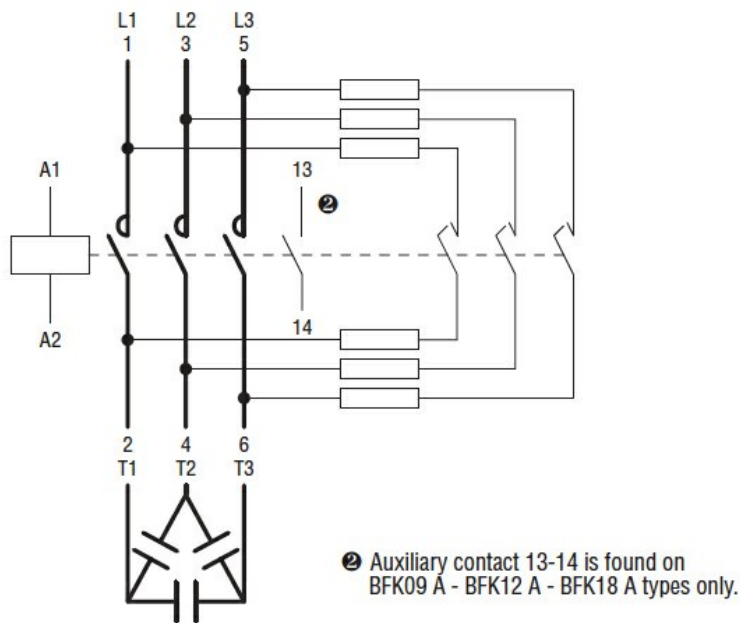 L1 L2 L3
1 3 5
A1
13
❷
14
A2
2 4 6
T1 T2 T3
❷ Auxiliary contact 13-14 is found on
BFK09 A - BFK12 A - BFK18 A types only.